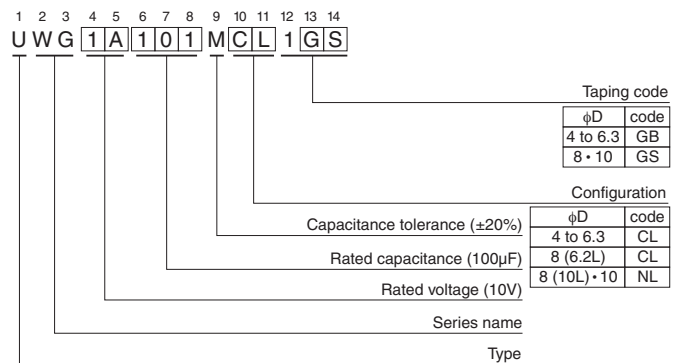 1 2 3 4 5 6 7 8 9 10 11 12 13 14
U W G 1 A 1 0 1 M C L 1 G S
Taping code
ϕD code
4 to 6.3 GB
8 • 10 GS
Configuration
ϕD code
4 to 6.3 CL
8 (6.2L) CL
8 (10L) • 10 NL
Capacitance tolerance (±20%)
Rated capacitance (100µF)
Rated voltage (10V)
Series name
Type